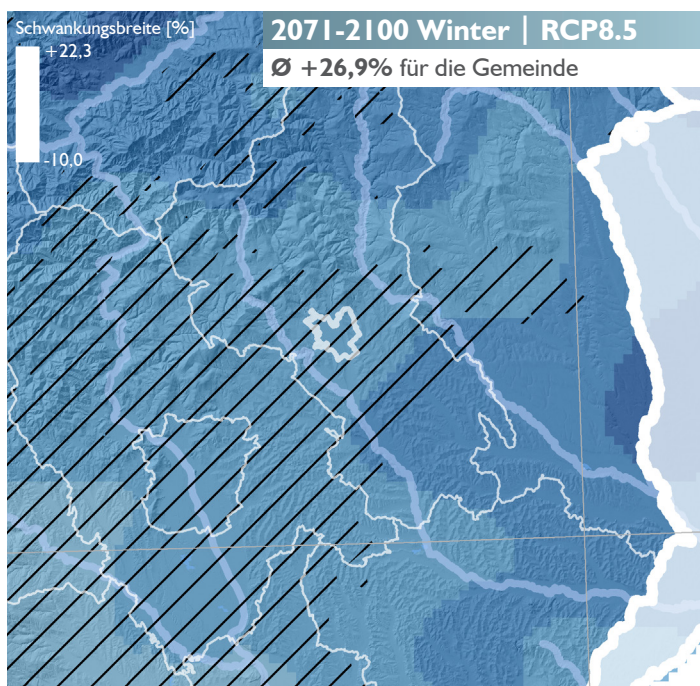 Schwankungsbreite [%]
+22,3
-10,0
2071-2100 Winter | RCP8.5
Ø +26,9% für die Gemeinde